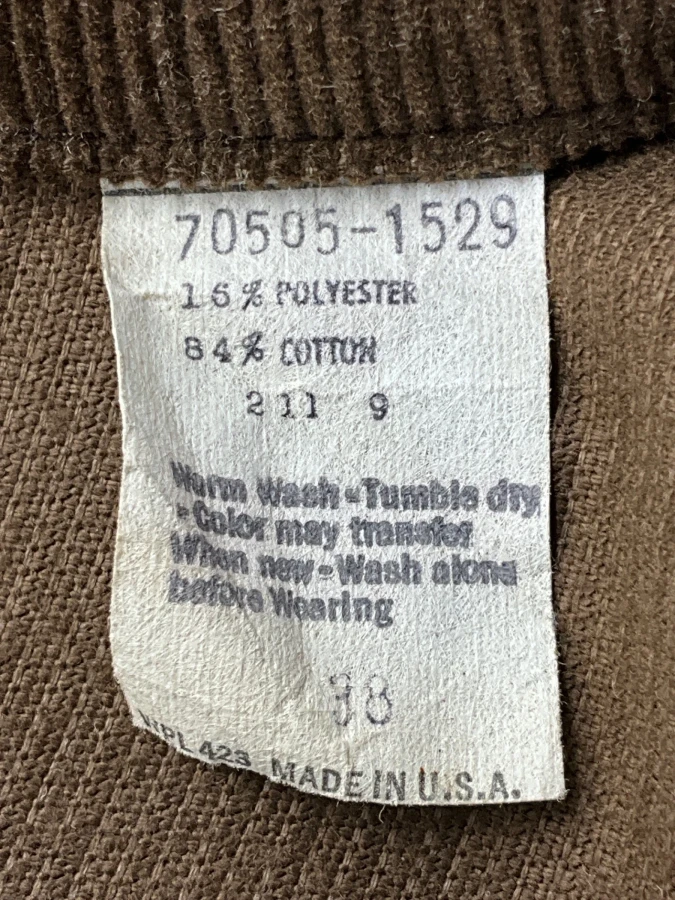 70505-1529
16% POLYESTER
84% COTTON
211 9
Warm Wash-Tumble dry
-Color may transfer
When new-Wash alone
before Wearing
38
WPL 423 MADE IN U.S.A.